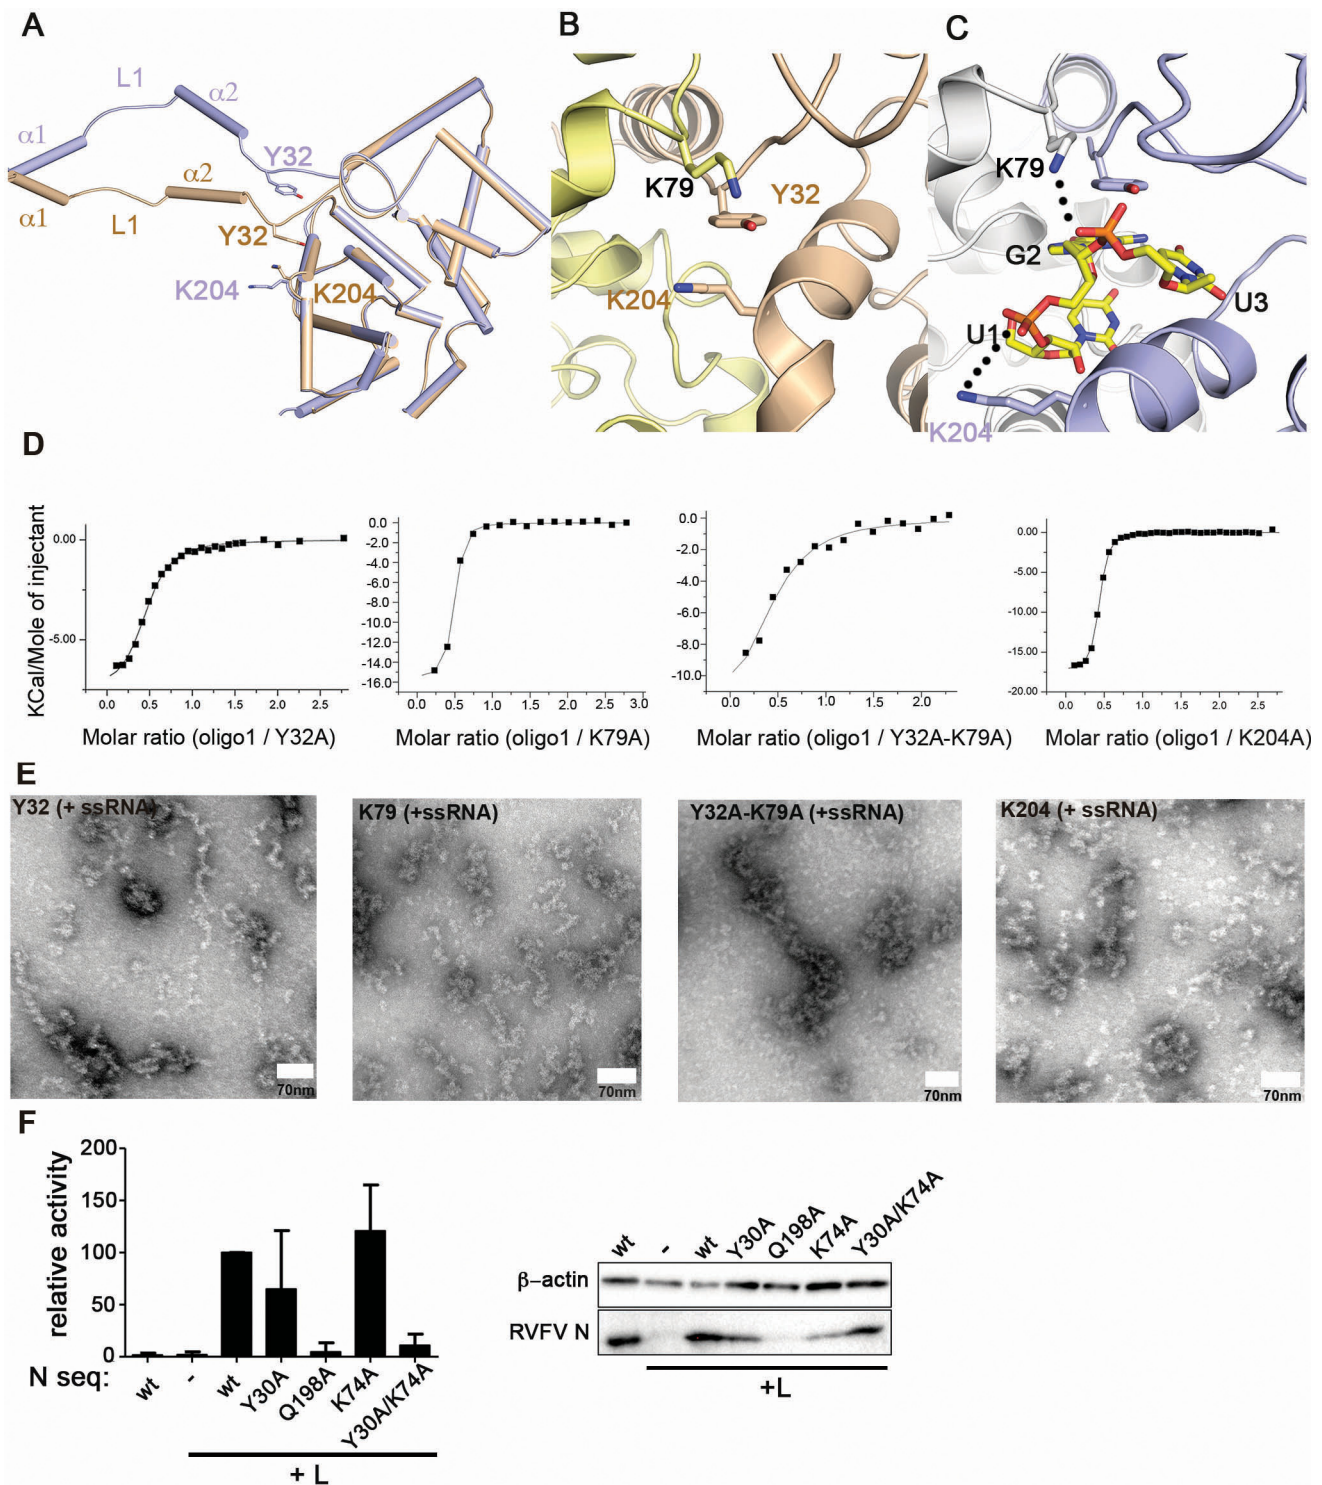 A
L1
α2
α1
Y32
α2
α1
L1
Y32
K204
K204
B
K79
Y32
K204
C
K79
G2
U1
U3
K204
D
KCal/Mole of injectant
0.00
-5.00
0.0 0.5 1.0 1.5 2.0 2.5
Molar ratio (oligo1 / Y32A)
0.0
-2.0
-4.0
-6.0
-8.0
-10.0
-12.0
-14.0
-16.0
0.0 0.5 1.0 1.5 2.0 2.5 3.0
Molar ratio (oligo1 / K79A)
0.0
-2.0
-4.0
-6.0
-8.0
-10.0
0.0 0.5 1.0 1.5 2.0
Molar ratio (oligo1 / Y32A-K79A)
0.00
-5.00
-10.00
-15.00
-20.00
0.0 0.5 1.0 1.5 2.0 2.5
Molar ratio (oligo1 / K204A)
E
Y32 (+ ssRNA)
70nm
K79 (+ssRNA)
70nm
Y32A-K79A (+ssRNA)
70nm
K204 (+ ssRNA)
70nm
F
relative activity
200
150
100
50
0
N seq:
wt
-
wt
Y30A
Q198A
K74A
Y30A/K74A
+ L
wt
-
wt
Y30A
Q198A
K74A
Y30A/K74A
β–actin
RVFV N
+L